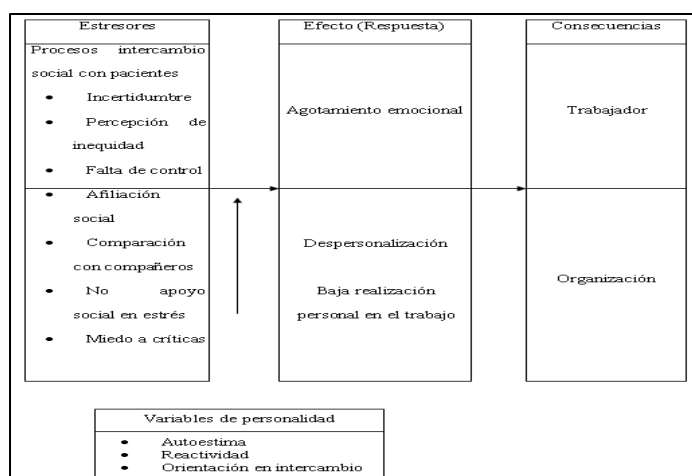 Estresores
Procesos intercambio
social con pacientes
• Incertidumbre
• Percepción de
inequidad
• Falta de control
• Afiliación
social
• Comparación
con compañeros
• No apoyo
social en estrés
• Miedo a críticas
Efecto (Respuesta)
Agotamiento emocional
Despersonalización
Baja realización
personal en el trabajo
Consecuencias
Trabajador
Organización
Variables de personalidad
• Autoestima
• Reactividad
• Orientación en intercambio